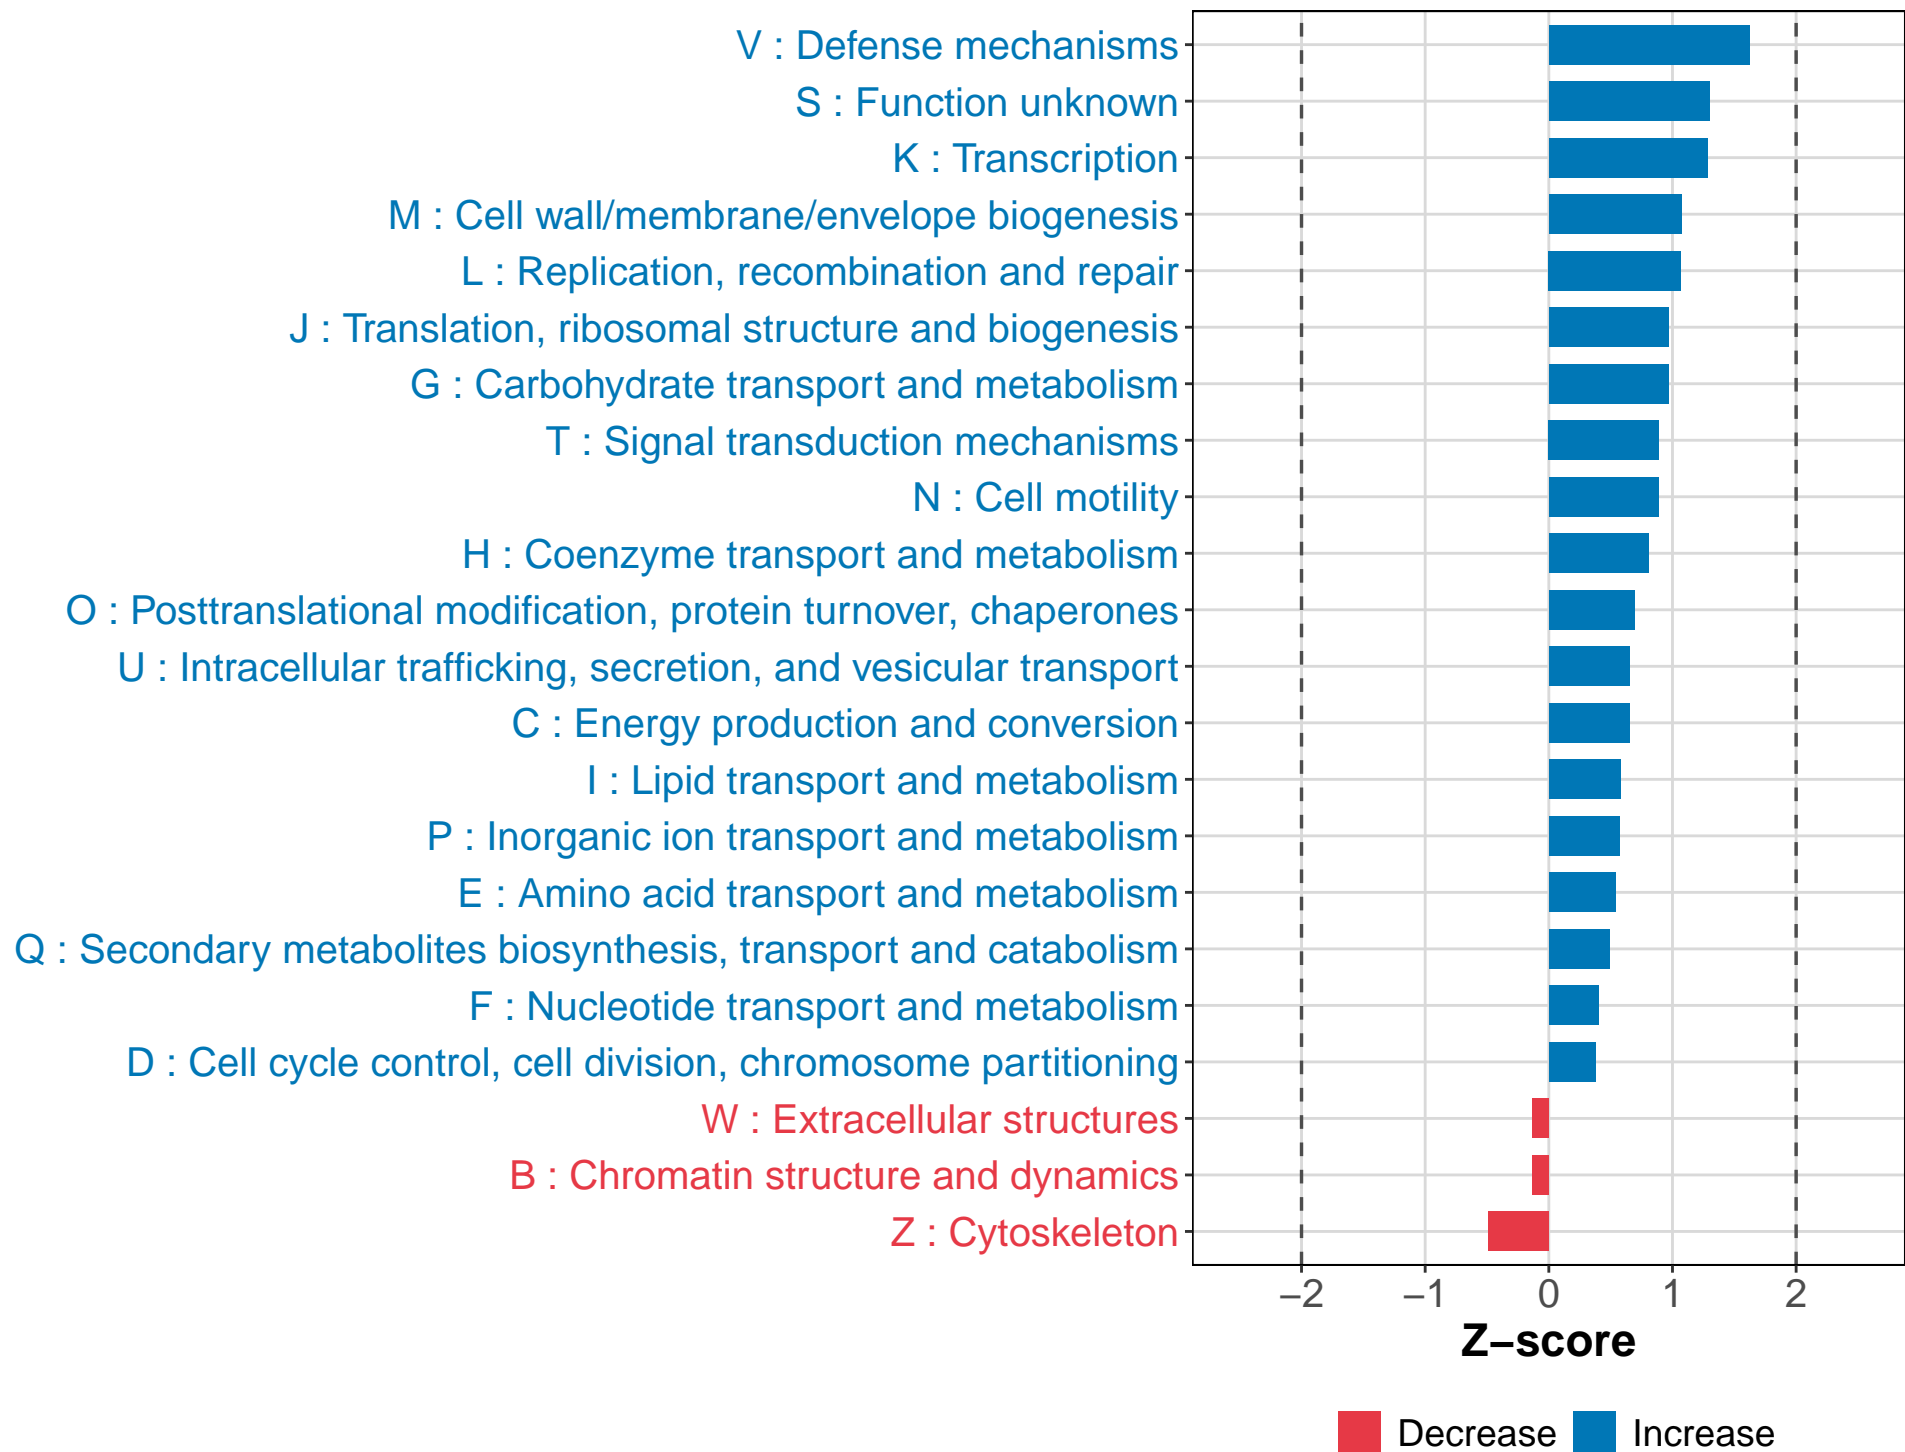 V : Defense mechanisms
S : Function unknown
K : Transcription
M : Cell wall/membrane/envelope biogenesis
L : Replication, recombination and repair
J : Translation, ribosomal structure and biogenesis
G : Carbohydrate transport and metabolism
T : Signal transduction mechanisms
N : Cell motility
H : Coenzyme transport and metabolism
O : Posttranslational modification, protein turnover, chaperones
U : Intracellular trafficking, secretion, and vesicular transport
C : Energy production and conversion
I : Lipid transport and metabolism
P : Inorganic ion transport and metabolism
E : Amino acid transport and metabolism
Q : Secondary metabolites biosynthesis, transport and catabolism
F : Nucleotide transport and metabolism
D : Cell cycle control, cell division, chromosome partitioning
W : Extracellular structures
B : Chromatin structure and dynamics
Z : Cytoskeleton
−2 −1 0 1 2
Z−score
Decrease Increase